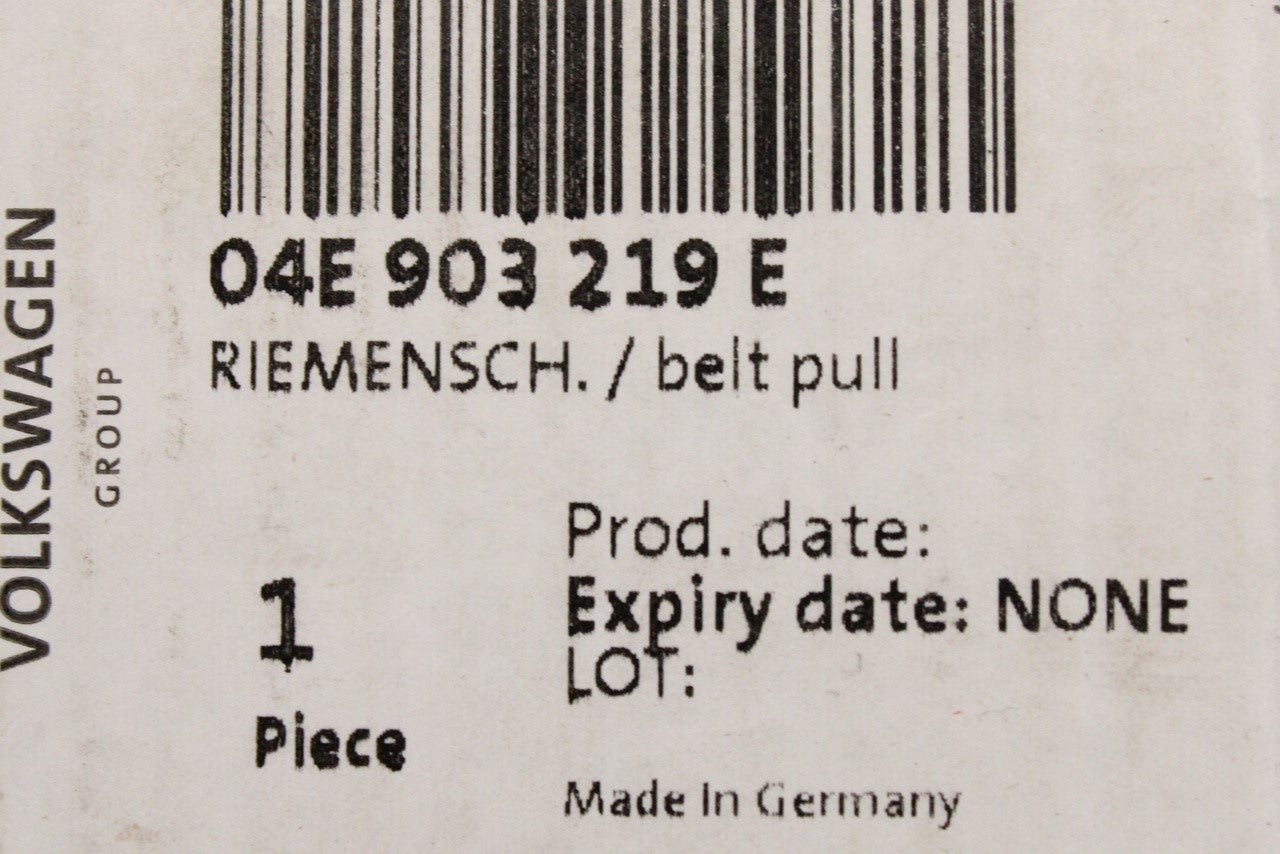 VOLKSWAGEN
GROUP
04E 903 219 E
RIEMENSCH. / belt pull
1
Piece
Prod. date:
Expiry date: NONE
LOT:
Made In Germany